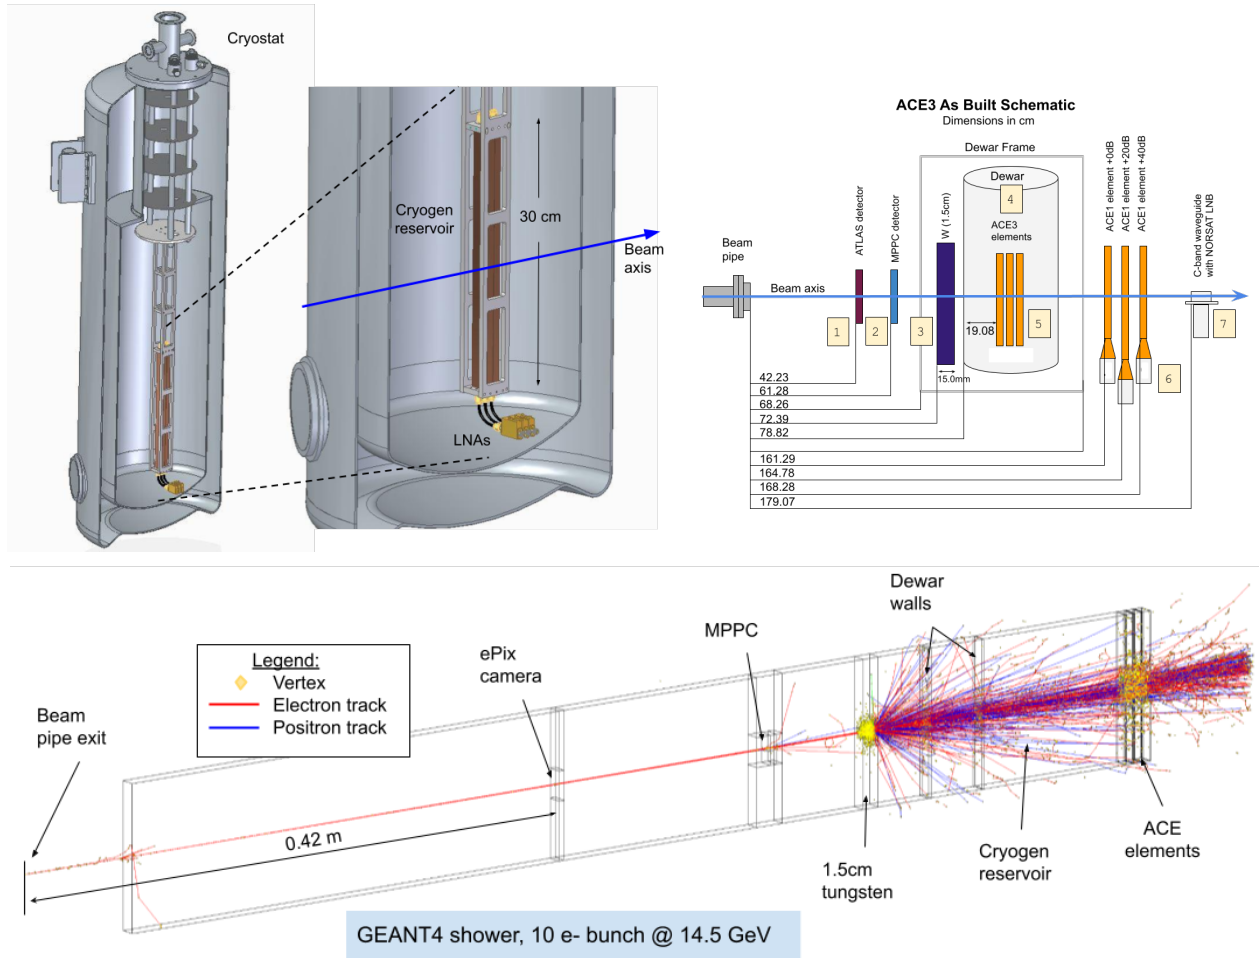 Cryostat
Cryogen
reservoir
30 cm
Beam
axis
LNAs
ACE3 As Built Schematic
Dimensions in cm
Dewar Frame
Dewar
4
ACE3
elements
Beam
pipe
Beam axis
ATLAS detector
MPPC detector
W (1.5cm)
ACE1 element +0dB
ACE1 element +20dB
ACE1 element +40dB
C-band waveguide
with NORSAT LNB
1
2
3
19.08
5
7
15.0mm
6
42.23
61.28
68.26
72.39
78.82
161.29
164.78
168.28
179.07
Legend:
Vertex
Electron track
Positron track
Beam
pipe exit
ePix
camera
MPPC
Dewar
walls
0.42 m
1.5cm
tungsten
Cryogen
reservoir
ACE
elements
GEANT4 shower, 10 e- bunch @ 14.5 GeV